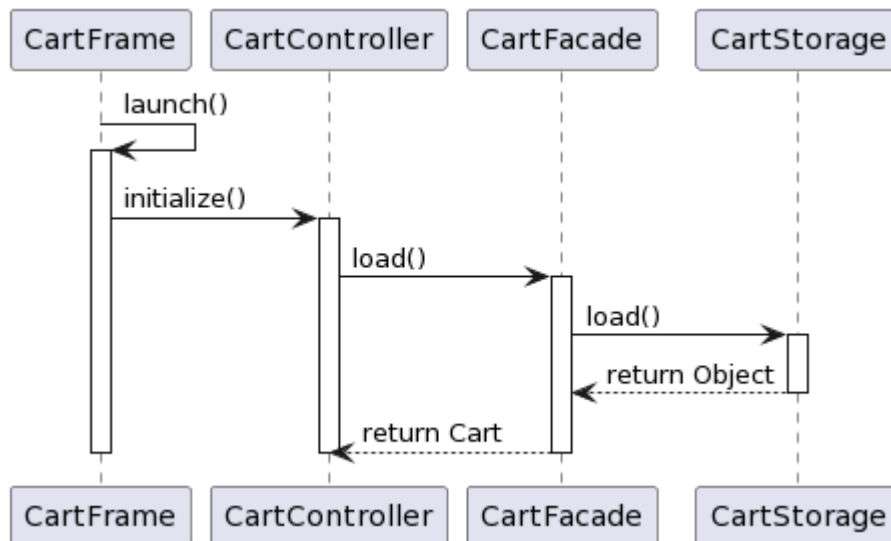 CartFrame
CartController
CartFacade
CartStorage
launch()
initialize()
load()
load()
return Object
return Cart
CartFrame
CartController
CartFacade
CartStorage